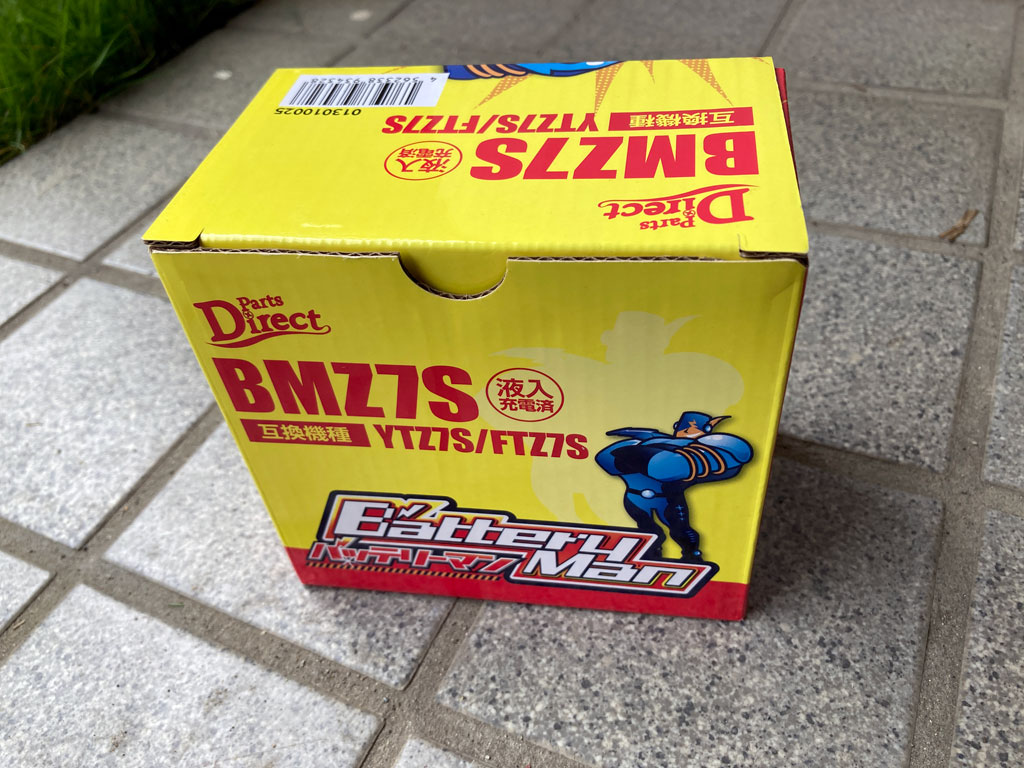 013010025
Parts
Direct
BMZ7S
液入
充電済
互換機種 YTZ7S/FTZ7S
Parts
Direct
BMZ7S
液入
充電済
互換機種 YTZ7S/FTZ7S
Battery
バッテリーマン Man